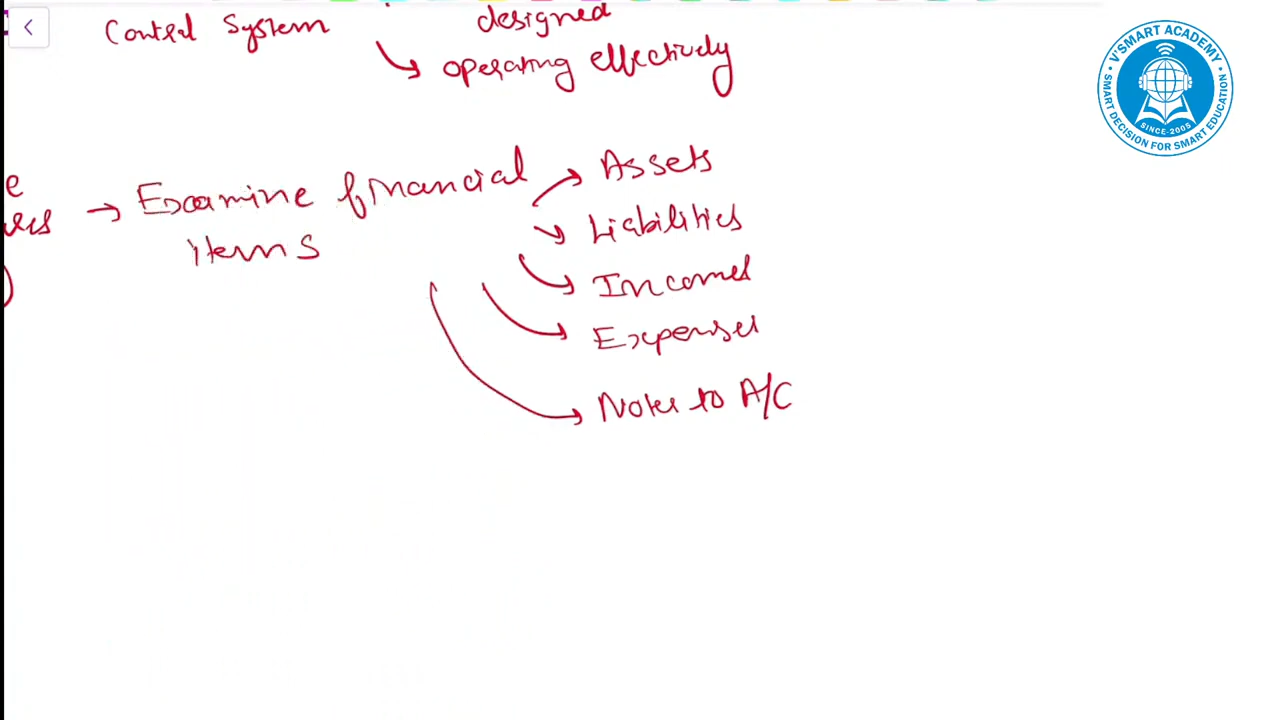 Control System
designed
operating effectively
→ Examine financial
items
Assets
Liabilities
Incomes
Expenses
Notes to A/C
V'SMART ACADEMY
SMART DECISION FOR SMART EDUCATION
SINCE-2005